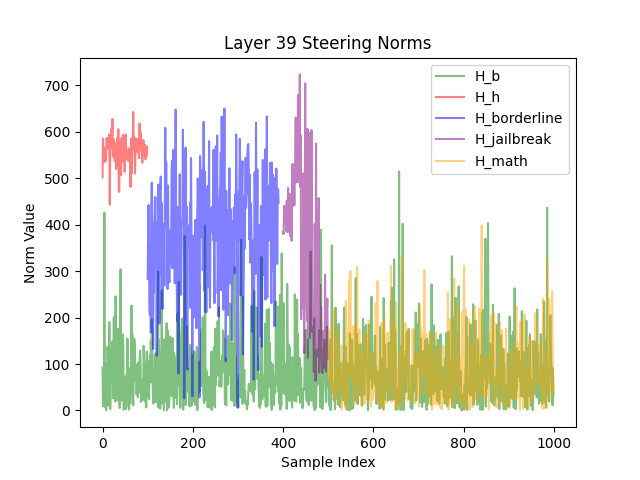 Layer 39 Steering Norms
H_b
H_h
H_borderline
H_jailbreak
H_math
Norm Value
700
600
500
400
300
200
100
0
0
200
400
600
800
1000
Sample Index